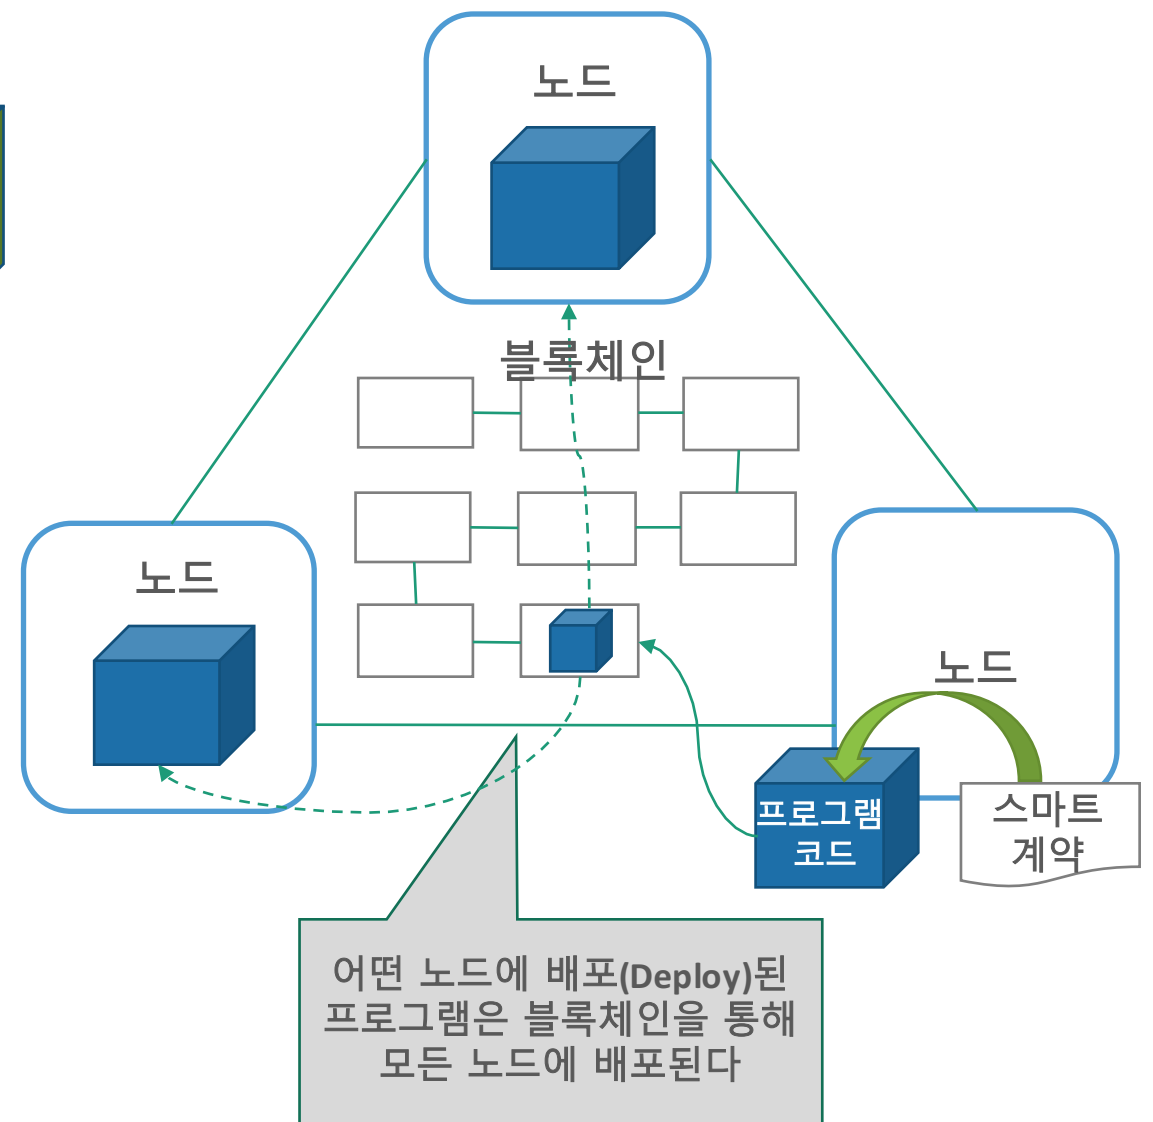 노드
블록체인
노드
노드
프로그램
코드
스마트
계약
어떤 노드에 배포(Deploy)된
프로그램은 블록체인을 통해
모든 노드에 배포된다